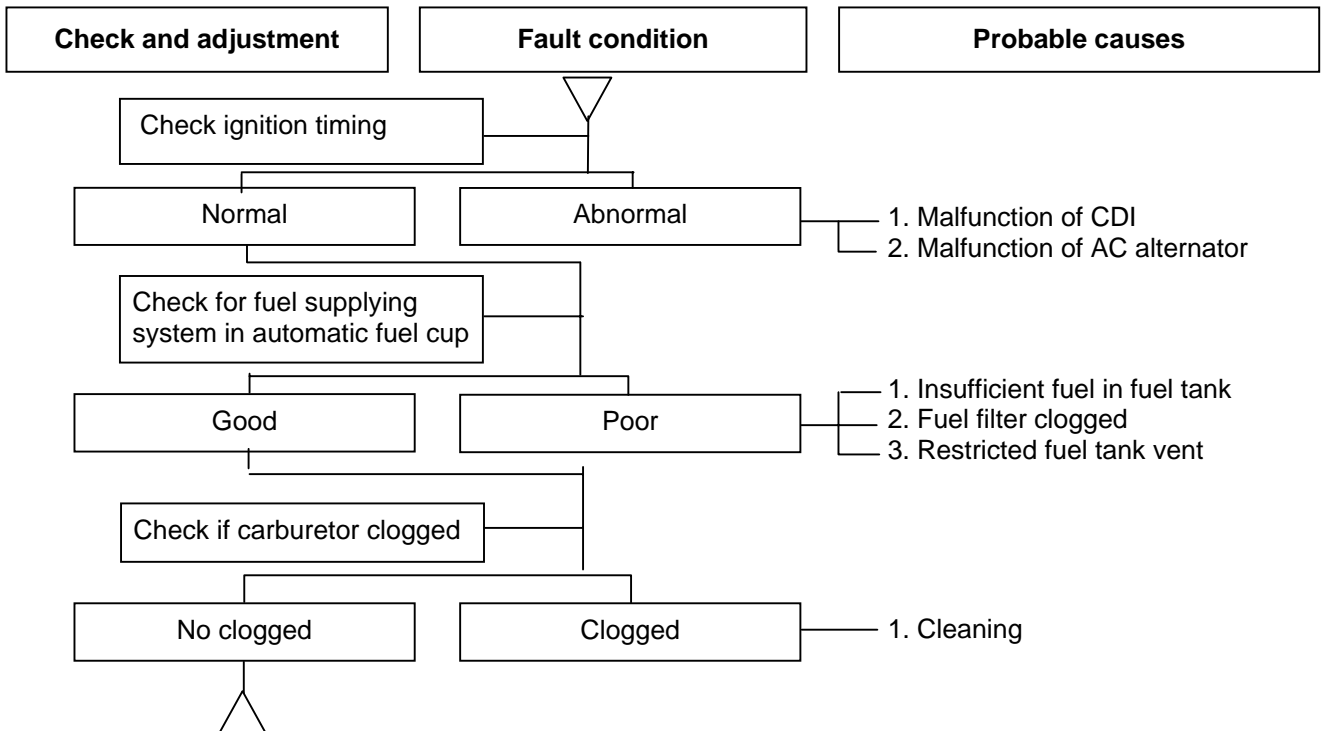 Check and adjustment
Fault condition
Probable causes
Check ignition timing
Normal
Abnormal
1. Malfunction of CDI
2. Malfunction of AC alternator
Check for fuel supplying
system in automatic fuel cup
Good
Poor
1. Insufficient fuel in fuel tank
2. Fuel filter clogged
3. Restricted fuel tank vent
Check if carburetor clogged
No clogged
Clogged
1. Cleaning